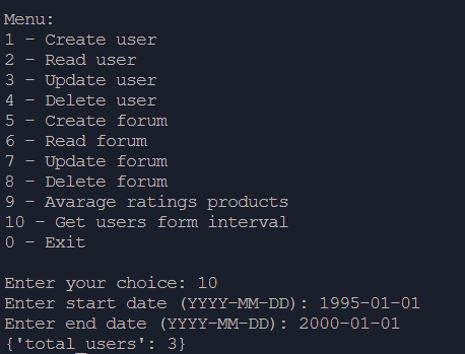 Menu:
1 - Create user
2 - Read user
3 - Update user
4 - Delete user
5 - Create forum
6 - Read forum
7 - Update forum
8 - Delete forum
9 - Avarage ratings products
10 - Get users form interval
0 - Exit
Enter your choice: 10
Enter start date (YYYY-MM-DD): 1995-01-01
Enter end date (YYYY-MM-DD): 2000-01-01
{'total_users': 3}